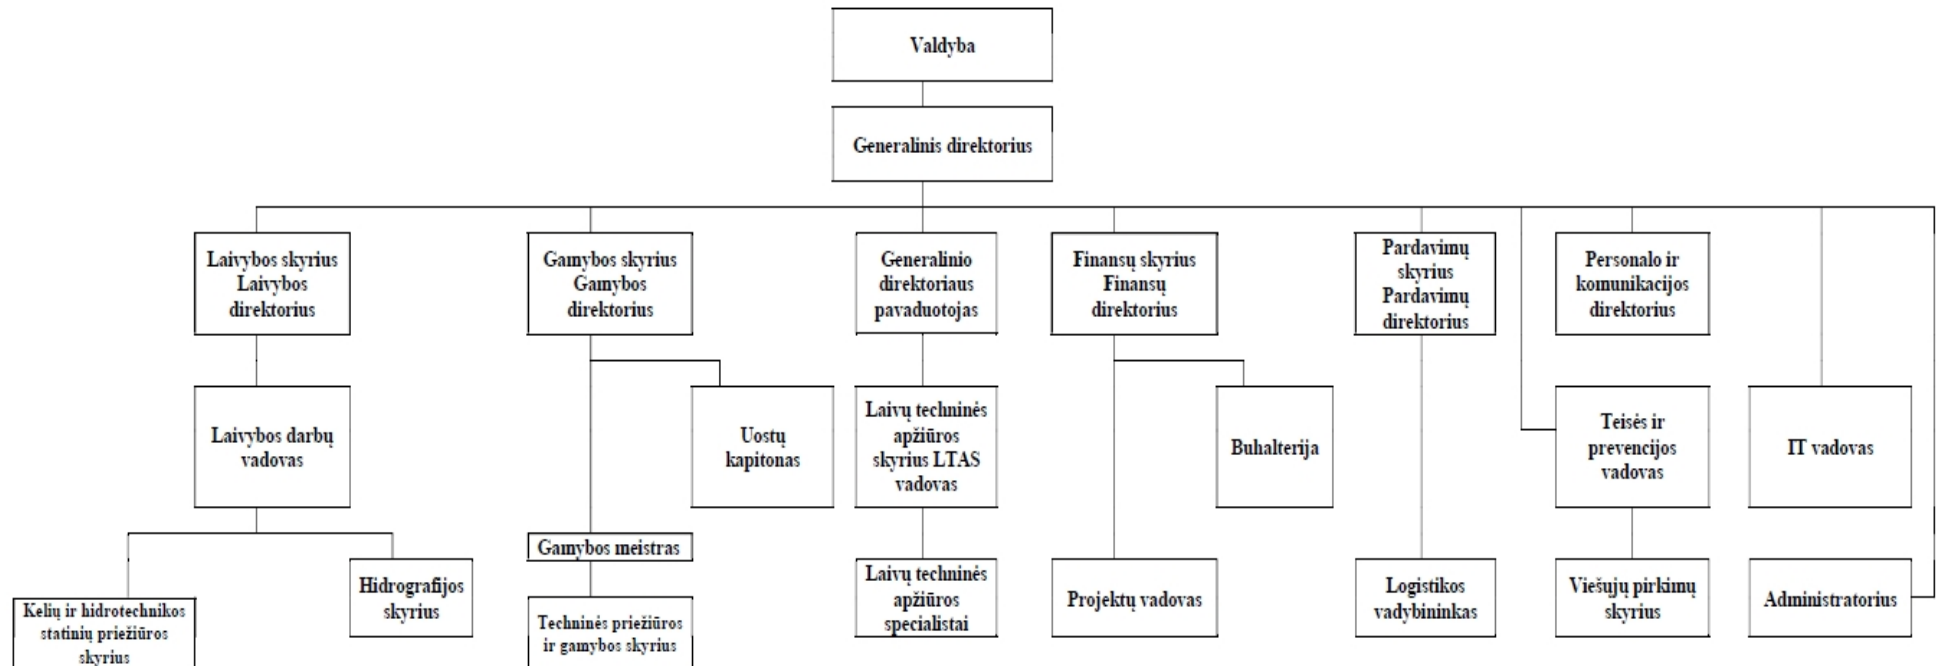 Valdyba
Generalinis direktorius
Laivybos skyrius
Laivybos
direktorius
Gamybos skyrius
Gamybos
direktorius
Generalinio
direktoriaus
pavaduotojas
Finansų skyrius
Finansų
direktorius
Pardavimų
skyrius
Pardavimų
direktorius
Personalo ir
komunikacijos
direktorius
Laivybos darbų
vadovas
Uostų
kapitonas
Laivų techninės
apžiūros
skyrius LTAS
vadovas
Buhalterija
Teisės ir
prevencijos
vadovas
IT vadovas
Kelių ir hidrotechnikos
statinių priežiūros
skyrius
Hidrografijos
skyrius
Gamybos meistras
Techninės priežiūros
ir gamybos skyrius
Laivų techninės
apžiūros
specialistai
Projektų vadovas
Logistikos
vadybininkas
Viešųjų pirkimų
skyrius
Administratorius